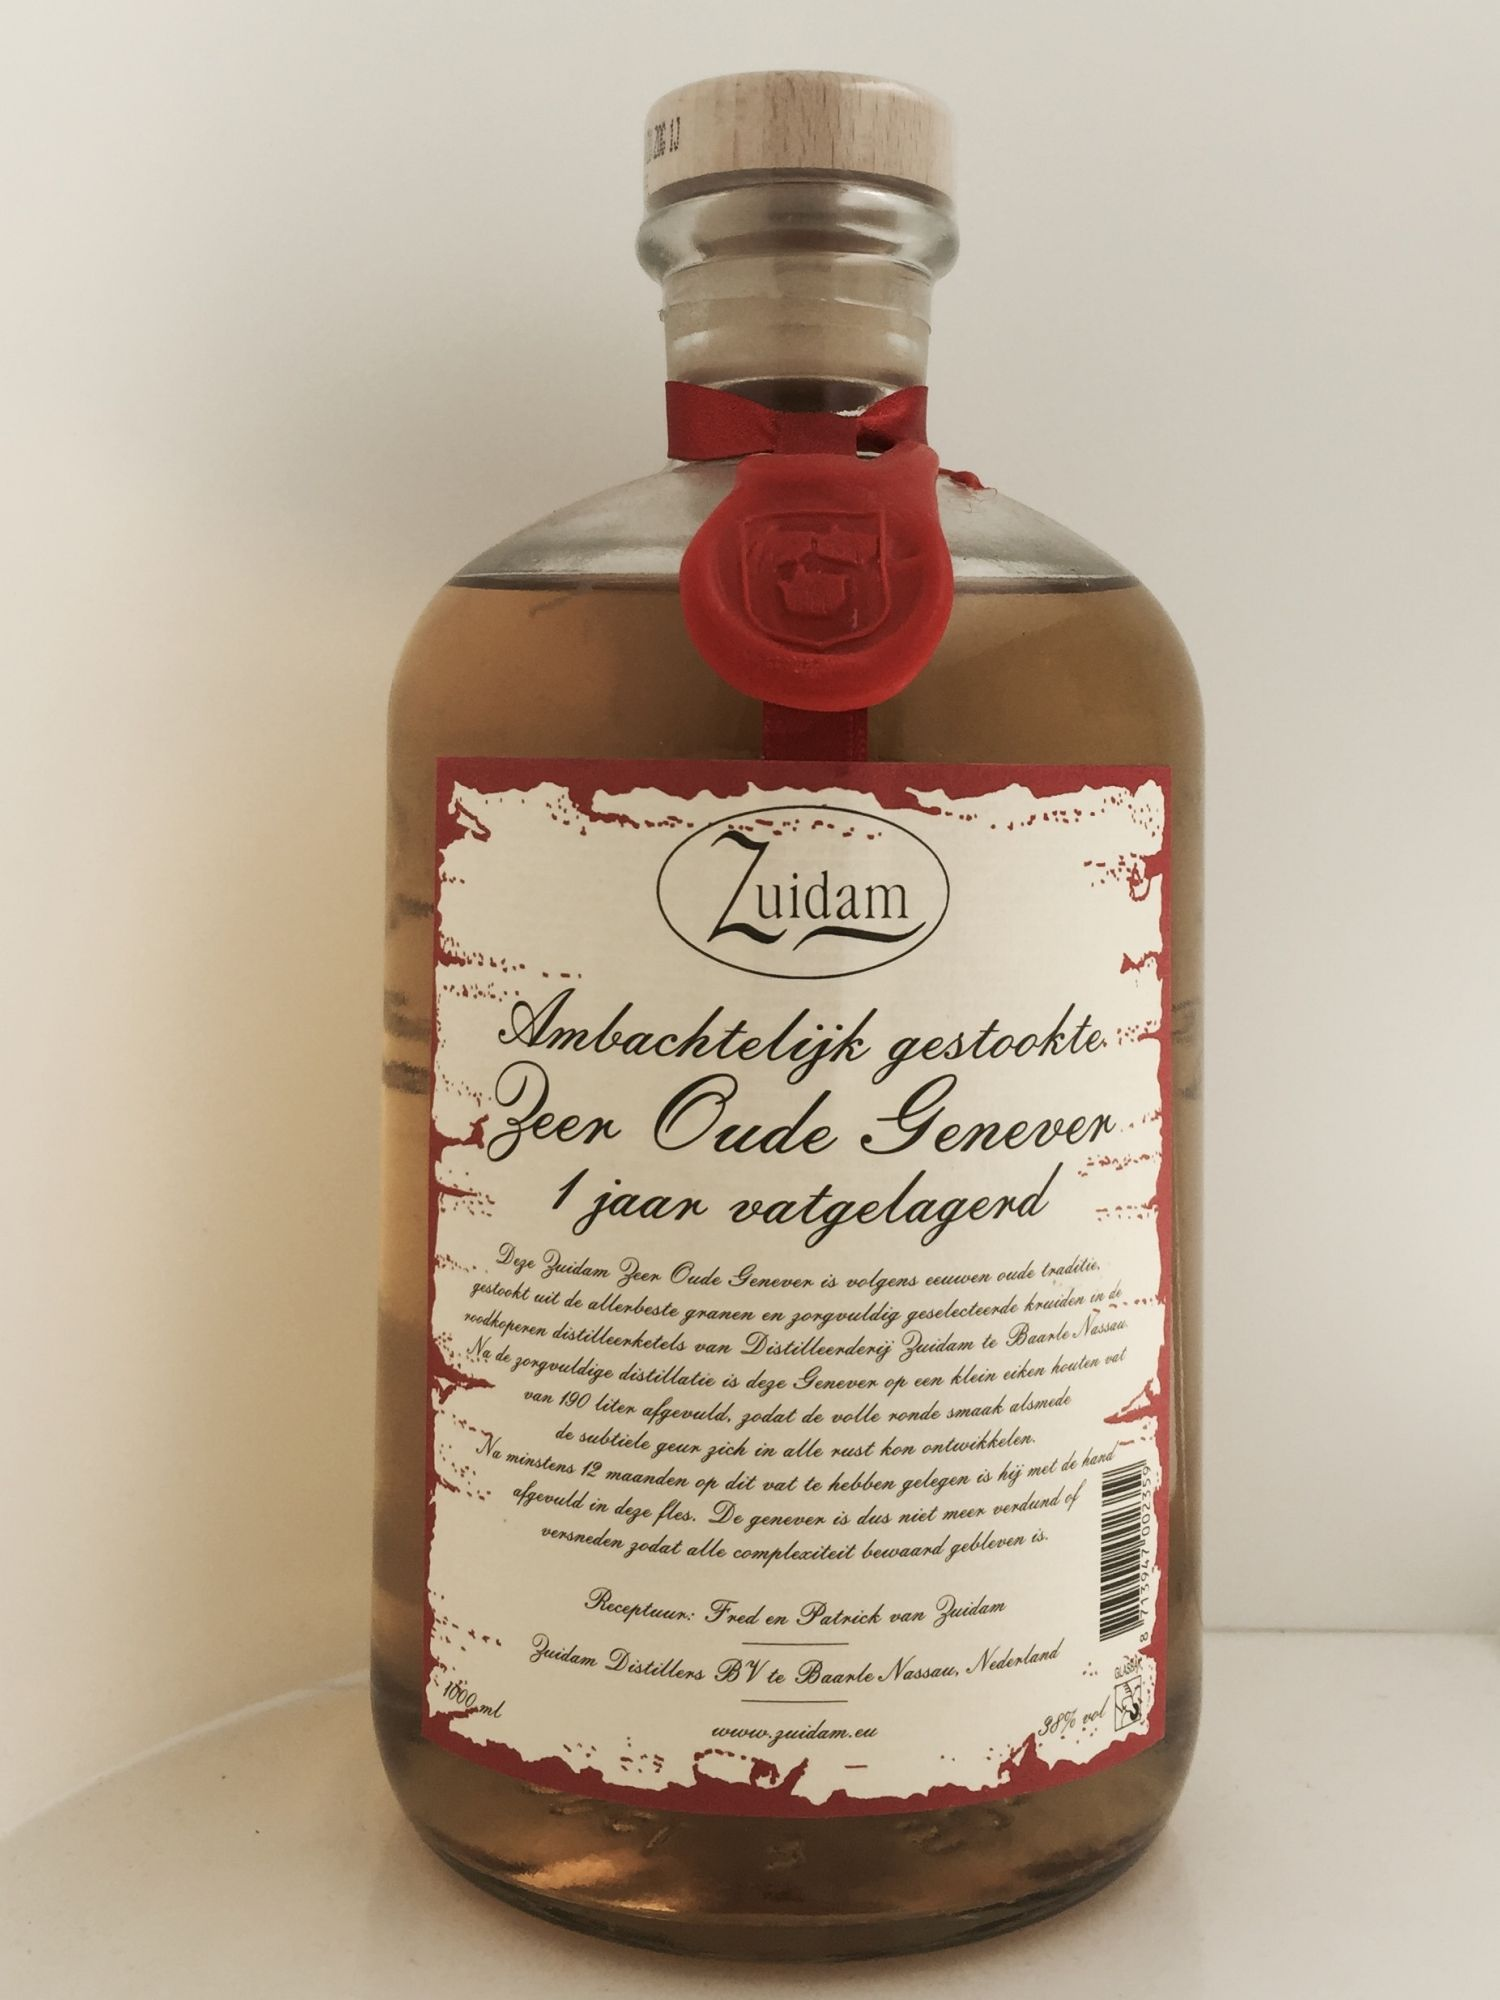 Zuidam
Ambachtelijk gestookte
Zeer Oude Genever
1 jaar vatgelagerd
Deze Zuidam Zeer Oude Genever is volgens eeuwen oude traditie,
gestookt uit de allerbeste granen en zorgvuldig geselecteerde kruiden in de
roodkoperen distilleerketels van Distilleerderij Zuidam te Baarle Nassau.
Na de zorgvuldige distillatie is deze Genever op een klein eiken houten vat
van 190 liter afgevuld, zodat de volle ronde smaak alsmede
de subtiele geur zich in alle rust kon ontwikkelen.
Na minstens 12 maanden op dit vat te hebben gelegen is hij met de hand
afgevuld in deze fles. De genever is dus niet meer verdund of
versneden zodat alle complexiteit bewaard gebleven is.
Receptuur: Fred en Patrick van Zuidam
Zuidam Distillers BV te Baarle Nassau, Nederland
www.zuidam.eu
1000 ml
38% vol
8 713947 002359